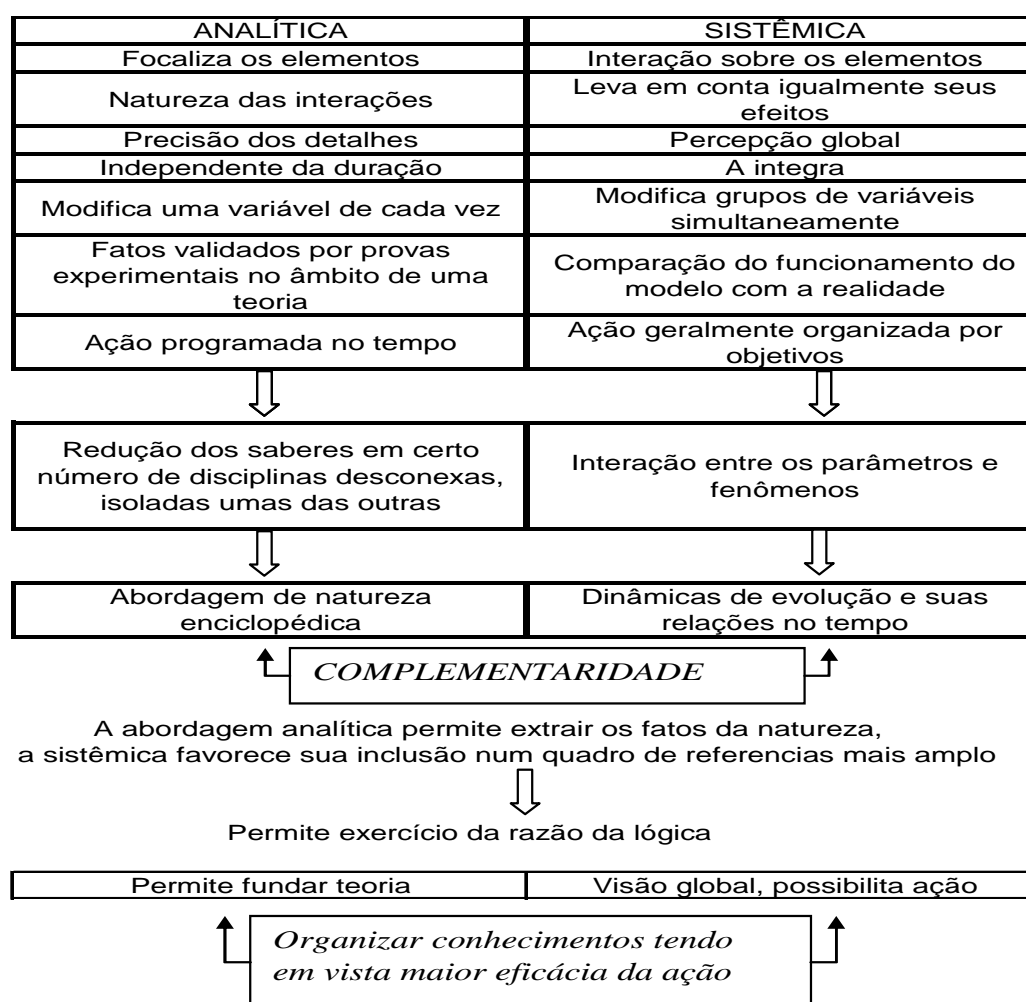 ANALÍTICA
SISTÊMICA
Focaliza os elementos
Interação sobre os elementos
Natureza das interações
Leva em conta igualmente seus
efeitos
Precisão dos detalhes
Percepção global
Independente da duração
A integra
Modifica uma variável de cada vez
Modifica grupos de variáveis
simultaneamente
Fatos validados por provas
experimentais no âmbito de uma
teoria
Comparação do funcionamento do
modelo com a realidade
Ação programada no tempo
Ação geralmente organizada por
objetivos
Redução dos saberes em certo
número de disciplinas desconexas,
isoladas umas das outras
Interação entre os parâmetros e
fenômenos
Abordagem de natureza
enciclopédica
Dinâmicas de evolução e suas
relações no tempo
COMPLEMENTARIDADE
A abordagem analítica permite extrair os fatos da natureza,
a sistêmica favorece sua inclusão num quadro de referencias mais amplo
Permite exercício da razão da lógica
Permite fundar teoria
Visão global, possibilita ação
Organizar conhecimentos tendo
em vista maior eficácia da ação